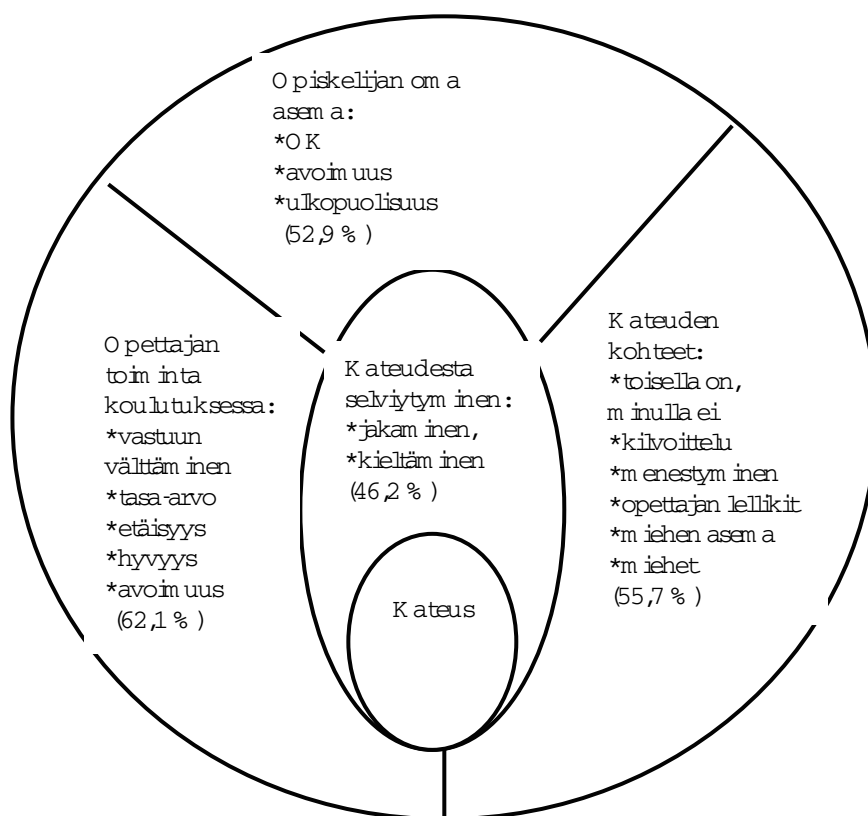 Opiskelijan oma
asema:
*OK
*avoimuus
*ulkopuolisuus
(52,9 %)
Opettajan
toiminta
koulutuksessa:
*vastuun
välttäminen
*tasa-arvo
*etäisyys
*hyvyys
*avoimuus
(62,1 %)
Kateudesta
selviytyminen:
*jakaminen,
*kieltäminen
(46,2 %)
Kateus
Kateuden
kohteet:
*toisella on,
minulla ei
*kilvoittelu
*menestyminen
*opettajan lellikit
*miehen asema
*miehet
(55,7 %)